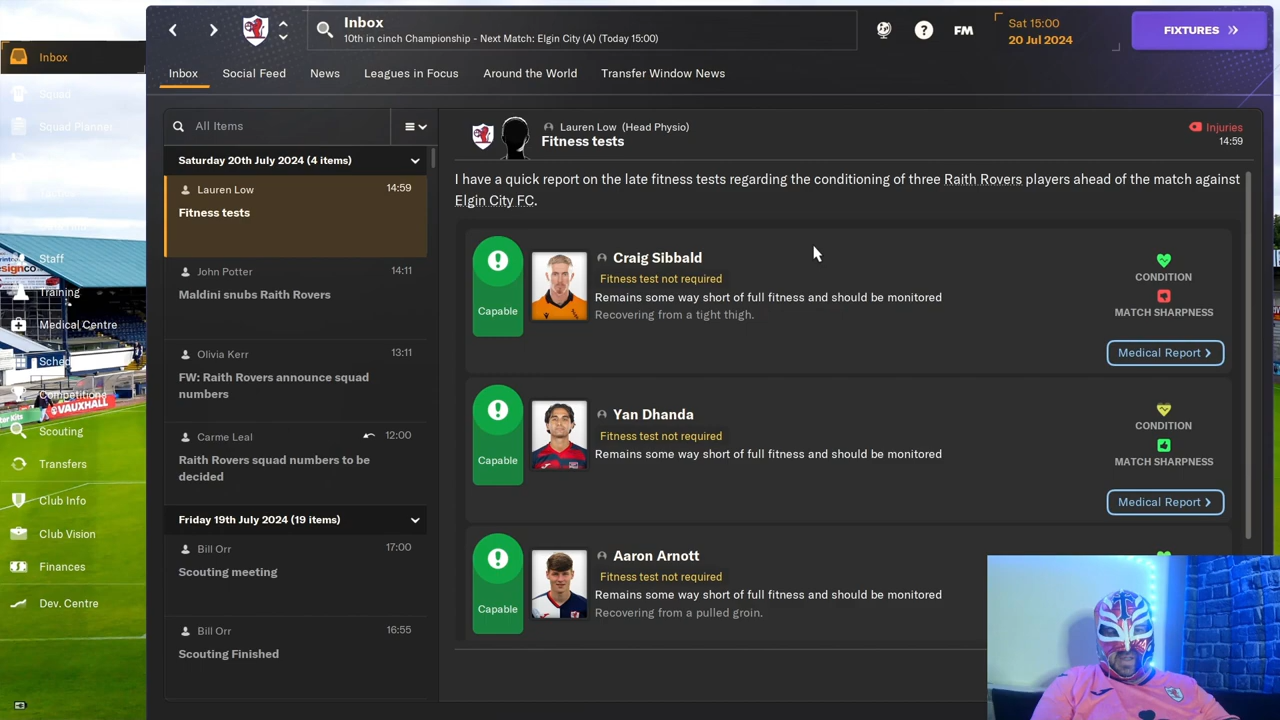 Inbox
10th in cinch Championship - Next Match: Elgin City (A) (Today 15:00)
FM
Sat 15:00
20 Jul 2024
FIXTURES
Inbox
Social Feed
News
Leagues in Focus
Around the World
Transfer Window News
Inbox
Squad
Squad Planner
Staff
Training
Medical Centre
Sched
Competitions
Scouting
Transfers
Club Info
Club Vision
Finances
Dev. Centre
VAUXHALL
All Items
Saturday 20th July 2024 (4 items)
Lauren Low 14:59
Fitness tests
John Potter 14:11
Maldini snubs Raith Rovers
Olivia Kerr 13:11
FW: Raith Rovers announce squad
numbers
Carme Leal 12:00
Raith Rovers squad numbers to be
decided
Friday 19th July 2024 (19 items)
Bill Orr 17:00
Scouting meeting
Bill Orr 16:55
Scouting Finished
Lauren Low (Head Physio)
Fitness tests
Injuries
14:59
I have a quick report on the late fitness tests regarding the conditioning of three Raith Rovers players ahead of the match against
Elgin City FC.
Capable
Craig Sibbald
Fitness test not required
Remains some way short of full fitness and should be monitored
Recovering from a tight thigh.
CONDITION
MATCH SHARPNESS
Medical Report
Capable
Yan Dhanda
Fitness test not required
Remains some way short of full fitness and should be monitored
CONDITION
MATCH SHARPNESS
Medical Report
Capable
Aaron Arnott
Fitness test not required
Remains some way short of full fitness and should be monitored
Recovering from a pulled groin.